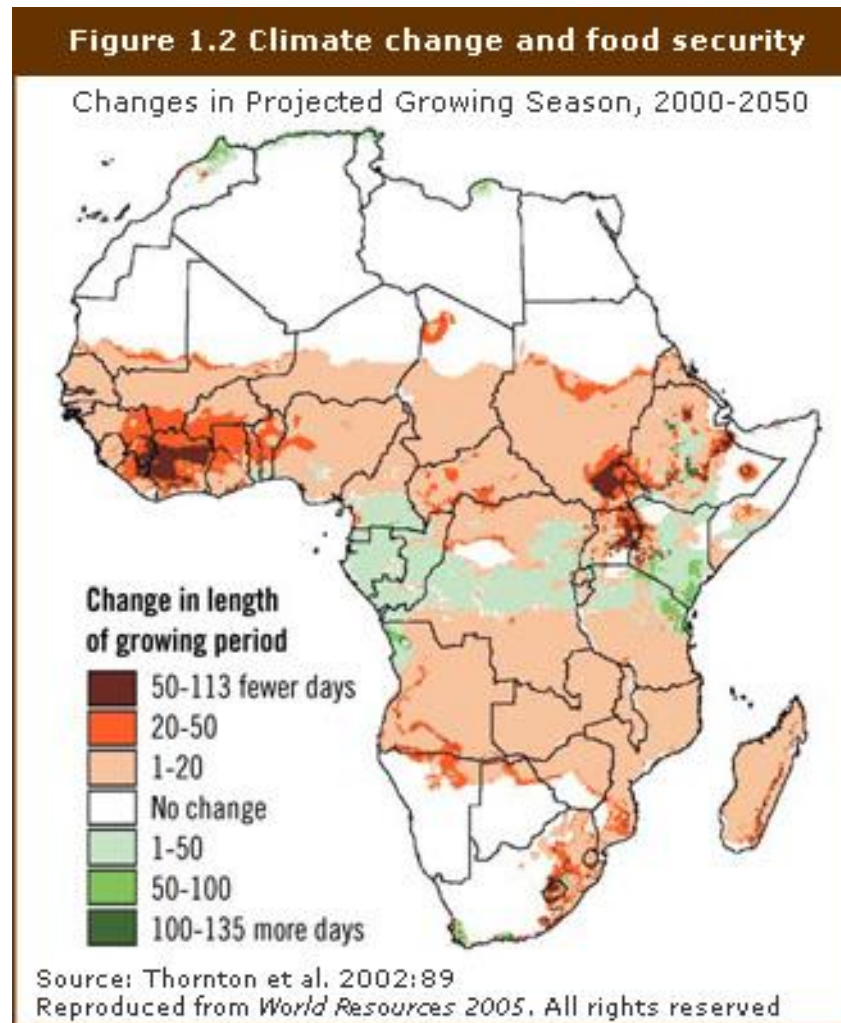 Figure 1.2 Climate change and food security
Changes in Projected Growing Season, 2000-2050
Change in length
of growing period
50-113 fewer days
20-50
1-20
No change
1-50
50-100
100-135 more days
Source: Thornton et al. 2002:89
Reproduced from World Resources 2005. All rights reserved